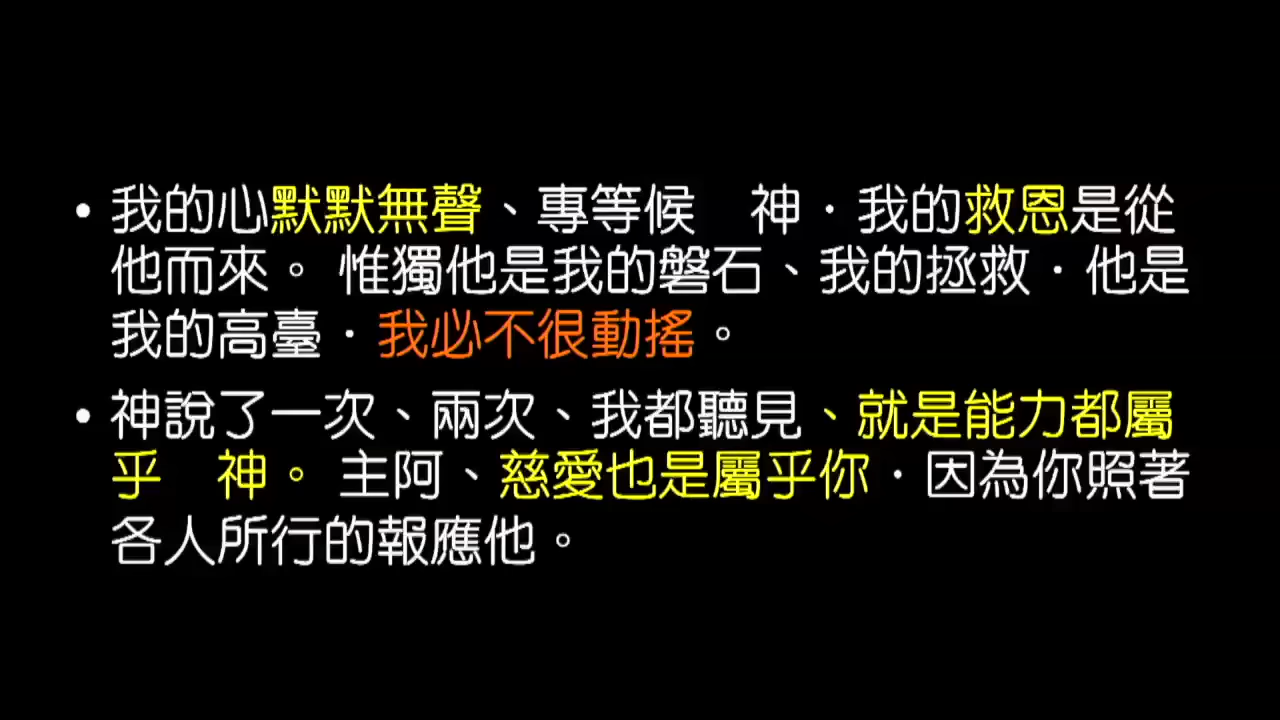 • 我的心默默無聲、專等候　神．我的救恩是從
他而來。 惟獨他是我的磐石、我的拯救．他是
我的高臺．我必不很動搖。
• 神說了一次、兩次、我都聽見、就是能力都屬
乎　神。 主阿、慈愛也是屬乎你．因為你照著
各人所行的報應他。